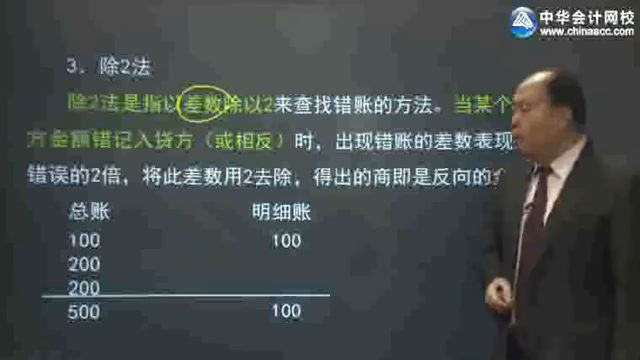 中华会计网校
www.chinaacc.com
3. 除2法
除2法是指以差数除以2来查找错账的方法。当某个
方金额错记入贷方（或相反）时，出现错账的差数表现
错误的2倍，将此差数用2去除，得出的商即是反向的
总账 明细账
100 100
200
200
500 100